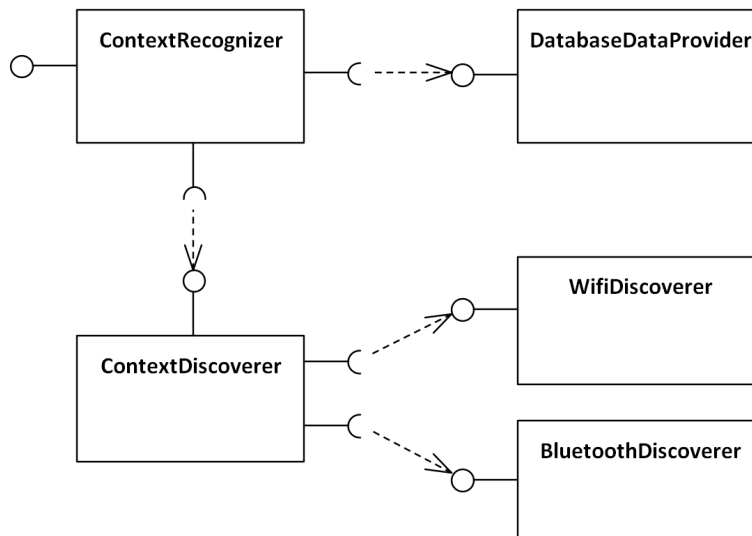 ContextRecognizer
DatabaseDataProvider
WifiDiscoverer
ContextDiscoverer
BluetoothDiscoverer